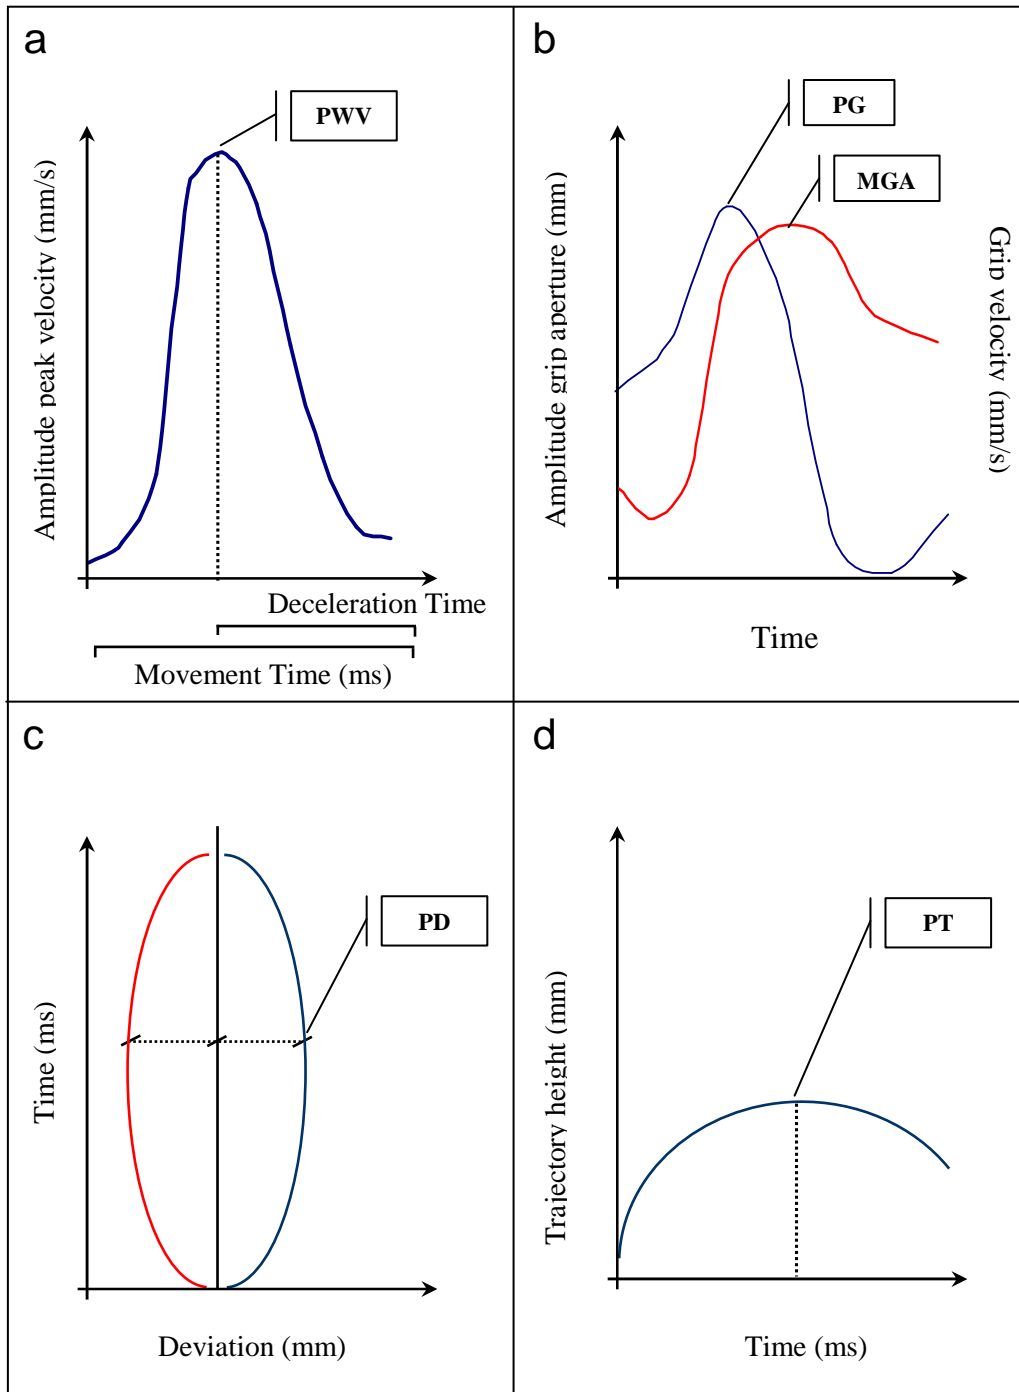 a
PWV
Amplitude peak velocity (mm/s)
Deceleration Time
Movement Time (ms)
b
PG
MGA
Amplitude grip aperture (mm)
Grip velocity (mm/s)
Time
c
PD
Time (ms)
Deviation (mm)
d
PT
Trajectory height (mm)
Time (ms)